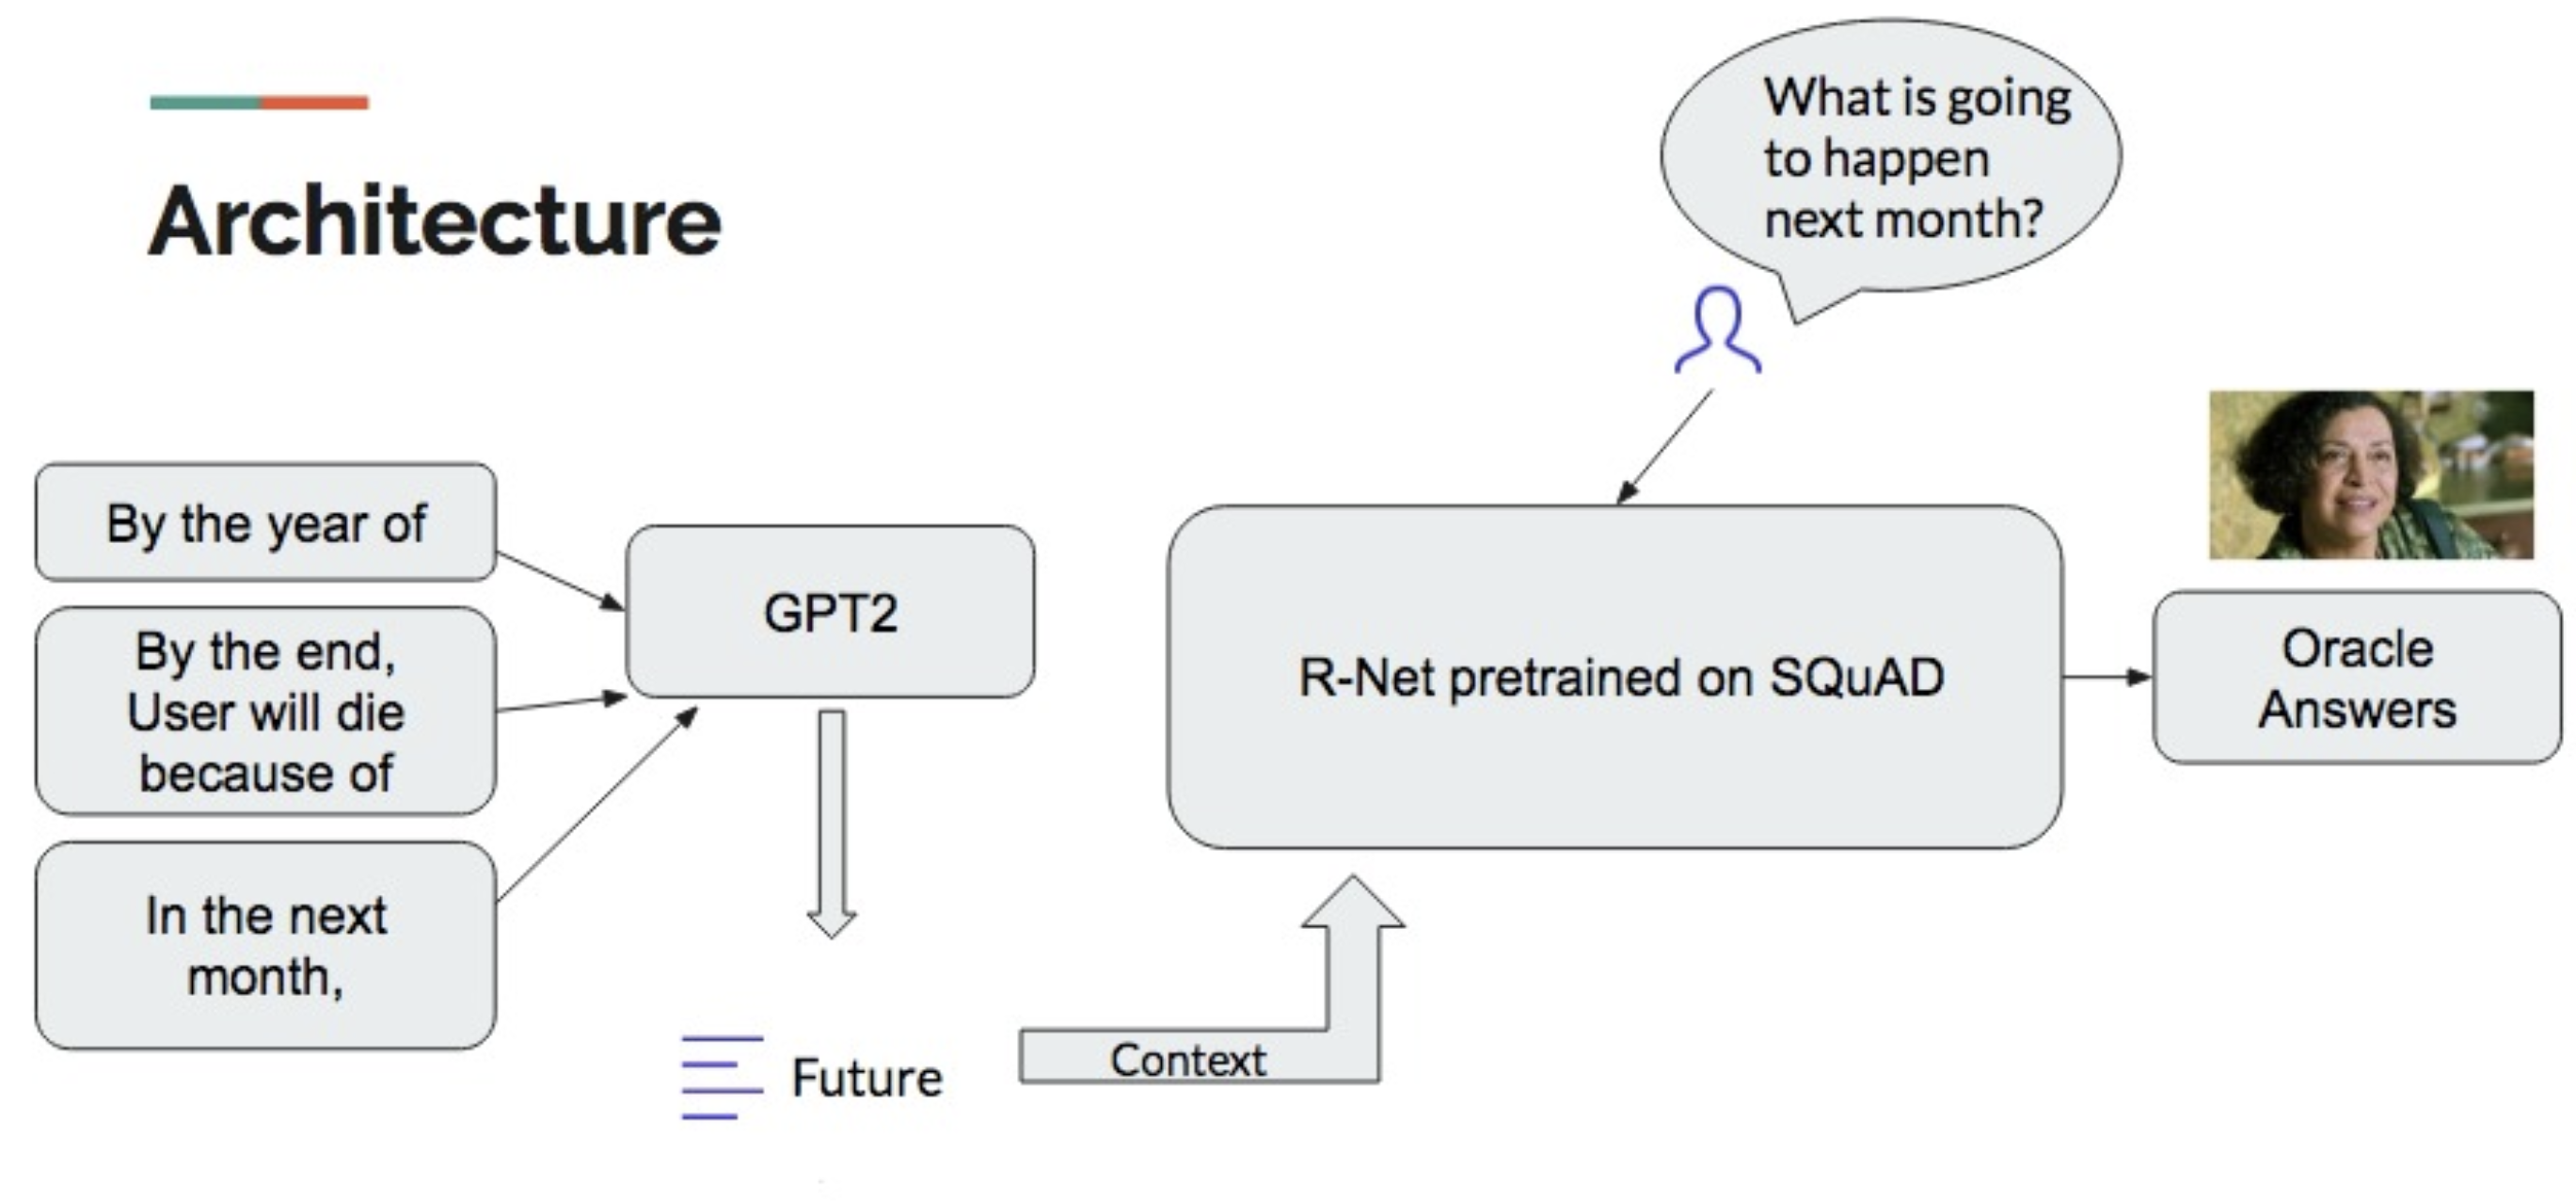 Architecture
What is going
to happen
next month?
By the year of
By the end,
User will die
because of
In the next
month,
GPT2
Future
Context
R-Net pretrained on SQuAD
Oracle
Answers